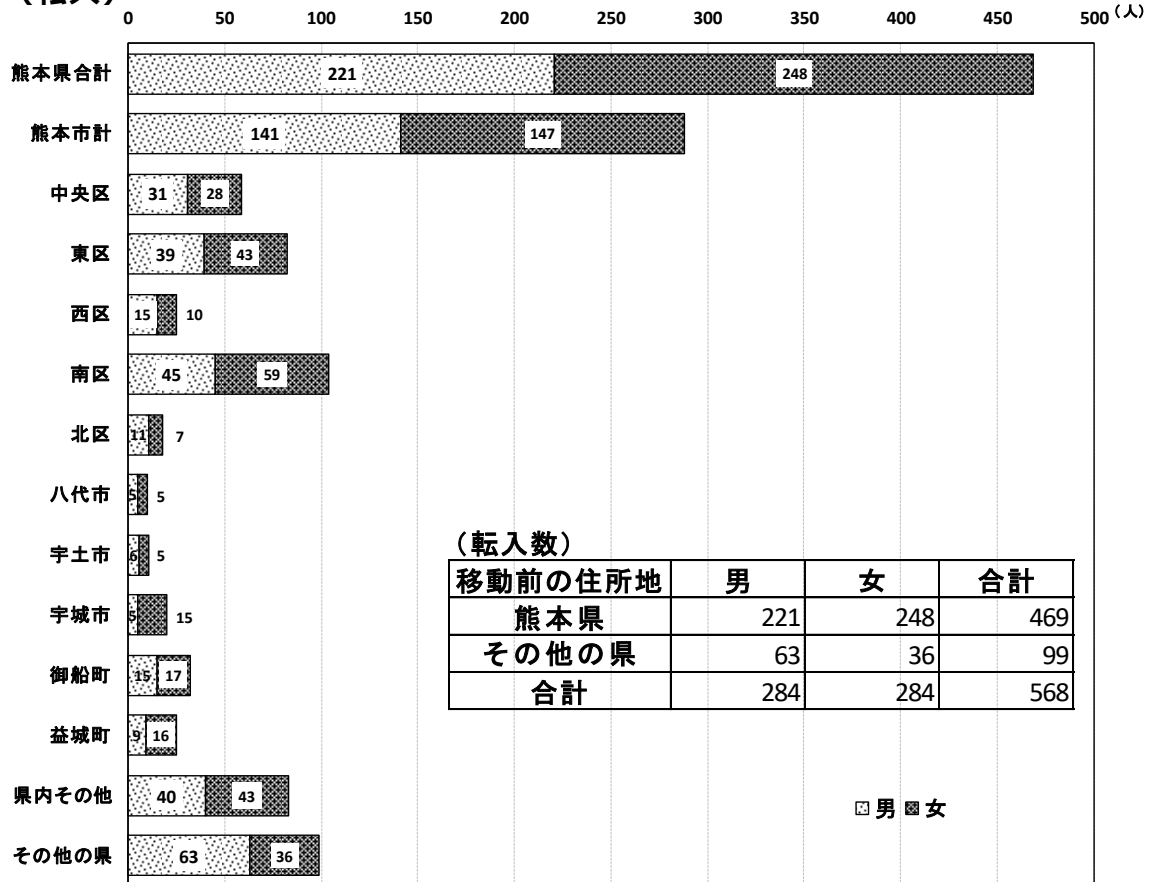 （転入）
0 50 100 150 200 250 300 350 400 450 500 (人)
熊本県合計 221 248
熊本市計 141 147
中央区 31 28
東区 39 43
西区 15 10
南区 45 59
北区 11 7
八代市 5 5
宇土市 6 5
宇城市 5 15
御船町 15 17
益城町 9 16
県内その他 40 43
その他の県 63 36
（転入数）
移動前の住所地 男 女 合計
熊本県 221 248 469
その他の県 63 36 99
合計 284 284 568
男 女